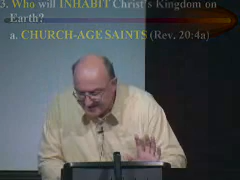 3. Who will INHABIT Christ's Kingdom on
Earth?
a. CHURCH-AGE SAINTS (Rev. 20:4a)